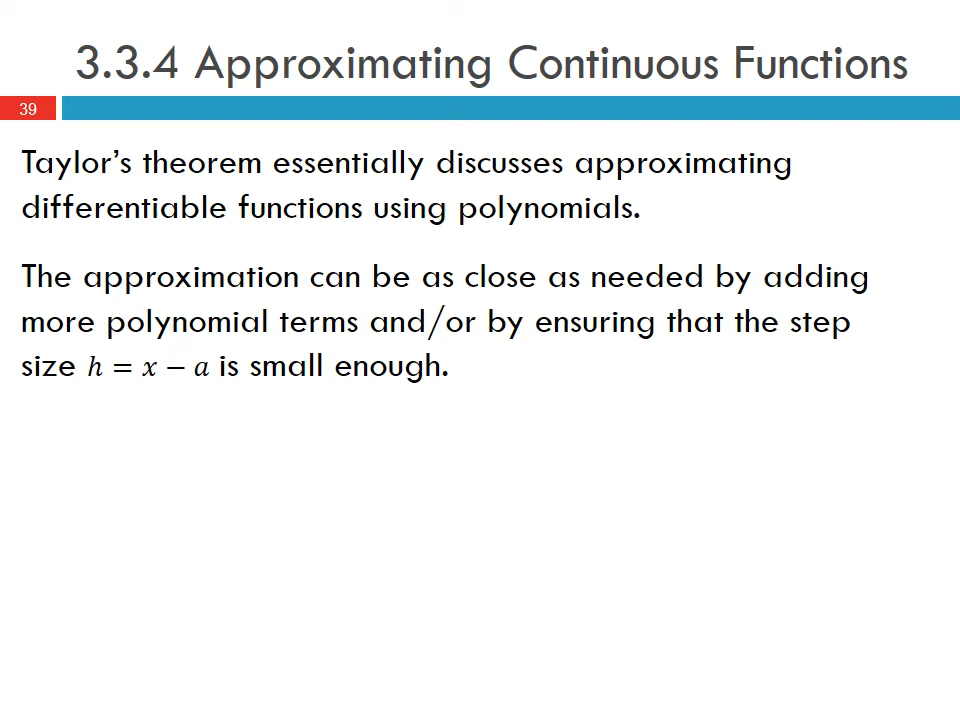 3.3.4 Approximating Continuous Functions
39
Taylor’s theorem essentially discusses approximating
differentiable functions using polynomials.
The approximation can be as close as needed by adding
more polynomial terms and/or by ensuring that the step
size ℎ = 𝑥 − 𝑎 is small enough.